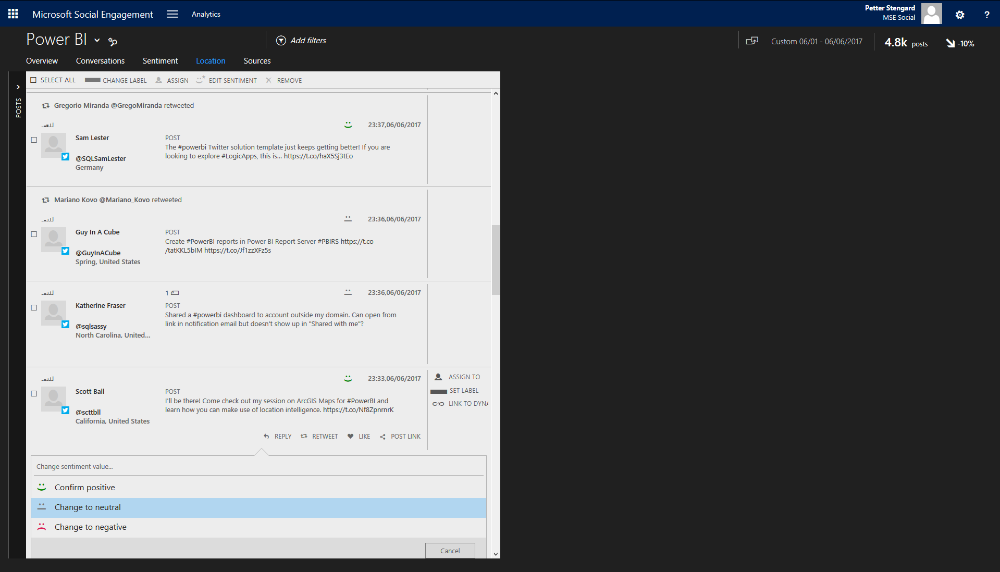 Microsoft Social Engagement
Analytics
Petter Stengard
MSE Social
?
Power BI
Add filters
Custom 06/01 - 06/06/2017
4.8k posts
-10%
Overview
Conversations
Sentiment
Location
Sources
POSTS
SELECT ALL
CHANGE LABEL
ASSIGN
EDIT SENTIMENT
REMOVE
Gregorio Miranda @GregoMiranda retweeted
23:37,06/06/2017
Sam Lester
@SQLSamLester
Germany
POST
The #powerbi Twitter solution template just keeps getting better! If you are
looking to explore #LogicApps, this is... https://t.co/haX5Sj3tEo
Mariano Kovo @Mariano_Kovo retweeted
23:36,06/06/2017
Guy In A Cube
@GuyInACube
Spring, United States
POST
Create #PowerBI reports in Power BI Report Server #PBIRS https://t.co
/tatKKL5bIM https://t.co/Jf1zzXFz5s
1
23:36,06/06/2017
Katherine Fraser
@sqlsassy
North Carolina, United...
POST
Shared a #powerbi dashboard to account outside my domain. Can open from
link in notification email but doesn't show up in "Shared with me"?
23:33,06/06/2017
Scott Ball
@scttbll
California, United States
POST
I'll be there! Come check out my session on ArcGIS Maps for #PowerBI and
learn how you can make use of location intelligence. https://t.co/Nf8ZpnrnrK
ASSIGN TO
SET LABEL
LINK TO DYNA
REPLY
RETWEET
LIKE
POST LINK
Change sentiment value...
Confirm positive
Change to neutral
Change to negative
Cancel